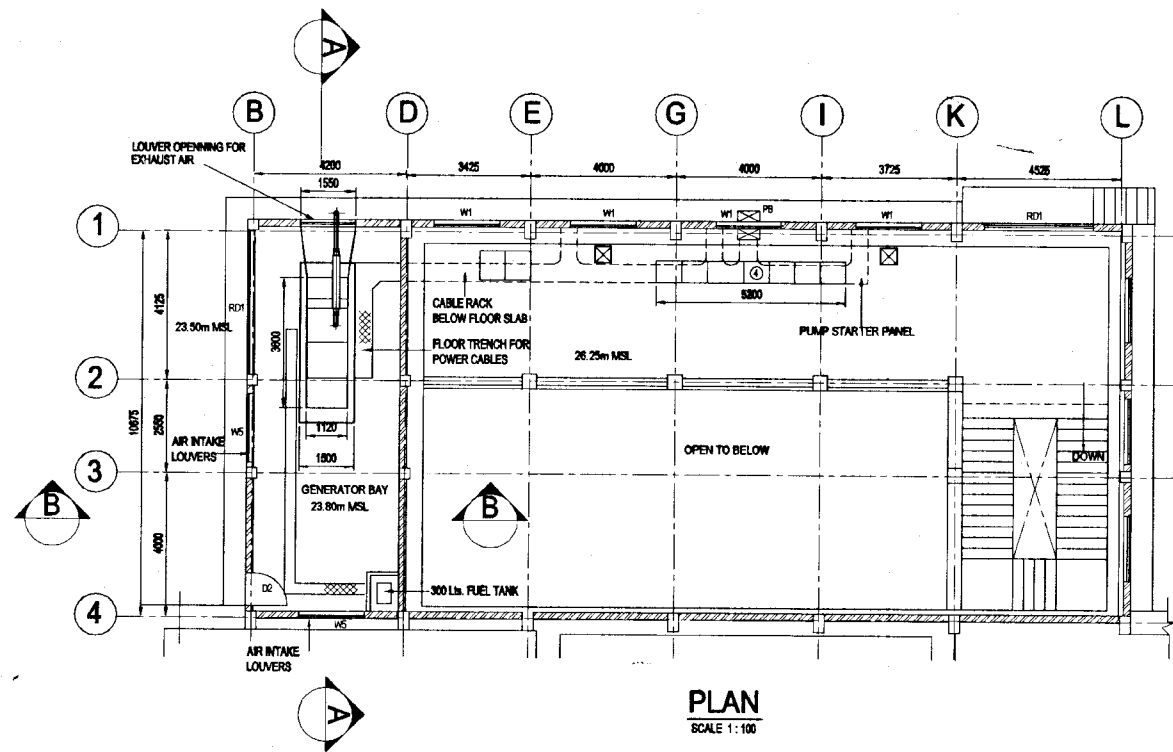 A
B
D
E
G
I
K
L
LOUVER OPENNING FOR
EXHAUST AIR
4200
3425
4000
4000
3725
4525
1550
W1
W1
W1
PB
W1
RD1
1
4125
RD1
23.50m MSL
3600
CABLE RACK
BELOW FLOOR SLAB
4
5200
FLOOR TRENCH FOR
POWER CABLES
PUMP STARTER PANEL
26.25m MSL
2
10675
2550
1120
W5
AIR INTAKE
LOUVERS
1500
OPEN TO BELOW
DOWN
3
GENERATOR BAY
23.80m MSL
B
B
4000
D2
300 Lts. FUEL TANK
4
W5
AIR INTAKE
LOUVERS
A
PLAN
SCALE 1:100